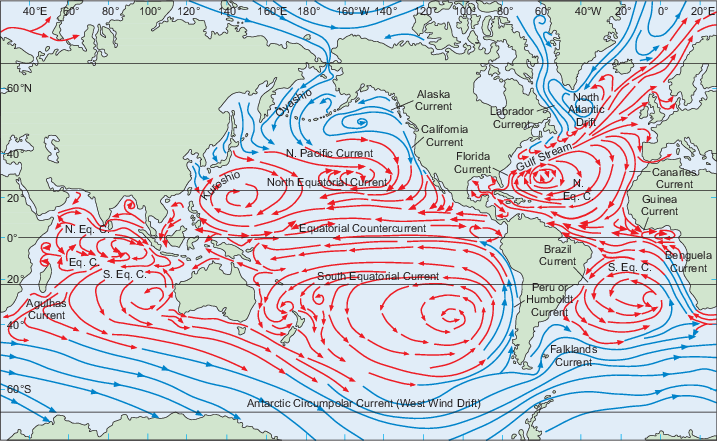 40°E 60° 80° 100° 120° 140° 160°E 180° 160°W 140° 120° 100° 80° 60° 40°W 20° 0° 20°E
60°N
Oyashio
Alaska
Current
Labrador
Current
North
Atlantic
Drift
California
Current
40°
N. Pacific Current
Florida
Current
Gulf Stream
Kuroshio
North Equatorial Current
N.
Eq. C.
Canaries
Current
20°
Guinea
Current
N. Eq. C.
Equatorial Countercurrent
0°
Eq. C.
S. Eq. C.
Brazil
Current
S. Eq. C.
Benguela
Current
20°
South Equatorial Current
Peru or
Humboldt
Current
Agulhas
Current
40°
Falklands
Current
60°S
Antarctic Circumpolar Current (West Wind Drift)